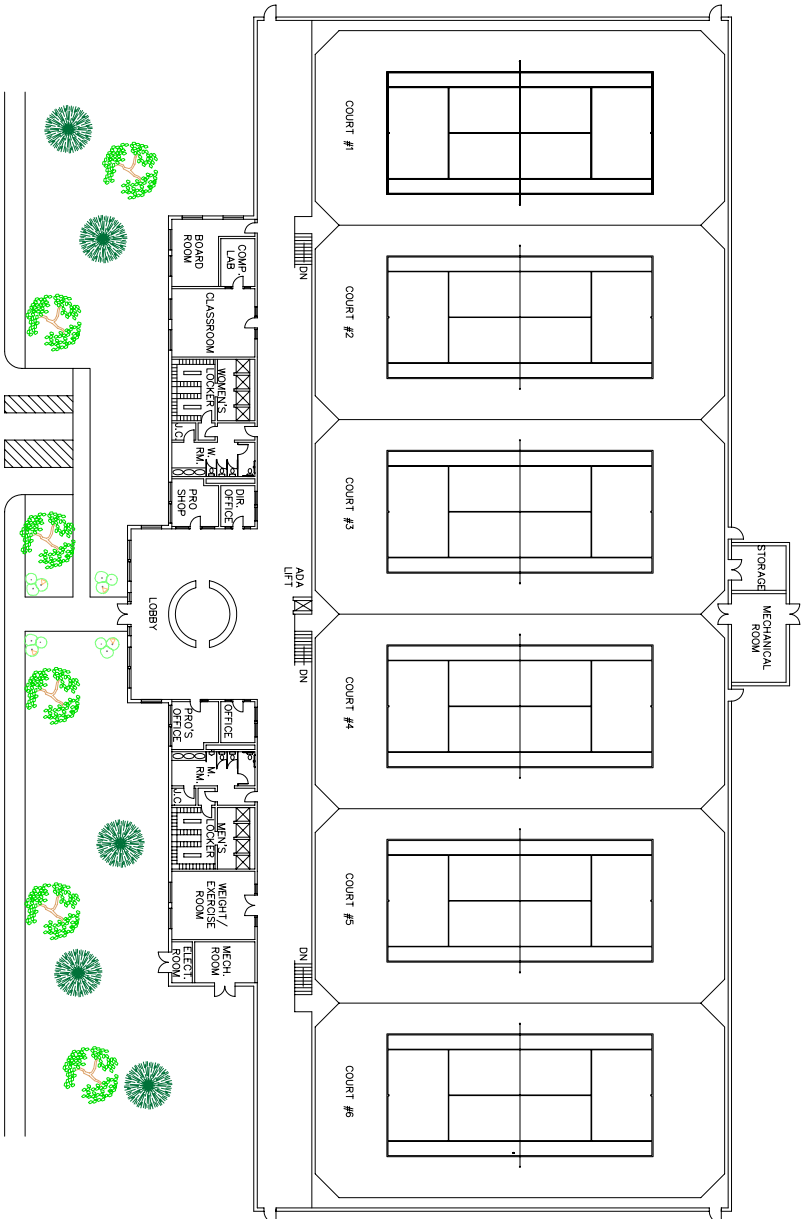 COURT #1
COURT #2
COURT #3
COURT #4
COURT #5
COURT #6
STORAGE
MECHANICAL
ROOM
DN
ADA
LIFT
DN
DN
BOARD
ROOM
COMP.
LAB
CLASSROOM
WOMEN'S
LOCKER
J.C.
W.
RM.
DIR.
OFFICE
PRO
SHOP
LOBBY
OFFICE
PRO'S
OFFICE
M.
RM.
J.C.
MEN'S
LOCKER
WEIGHT/
EXERCISE
ROOM
MECH.
ROOM
ELECT.
ROOM